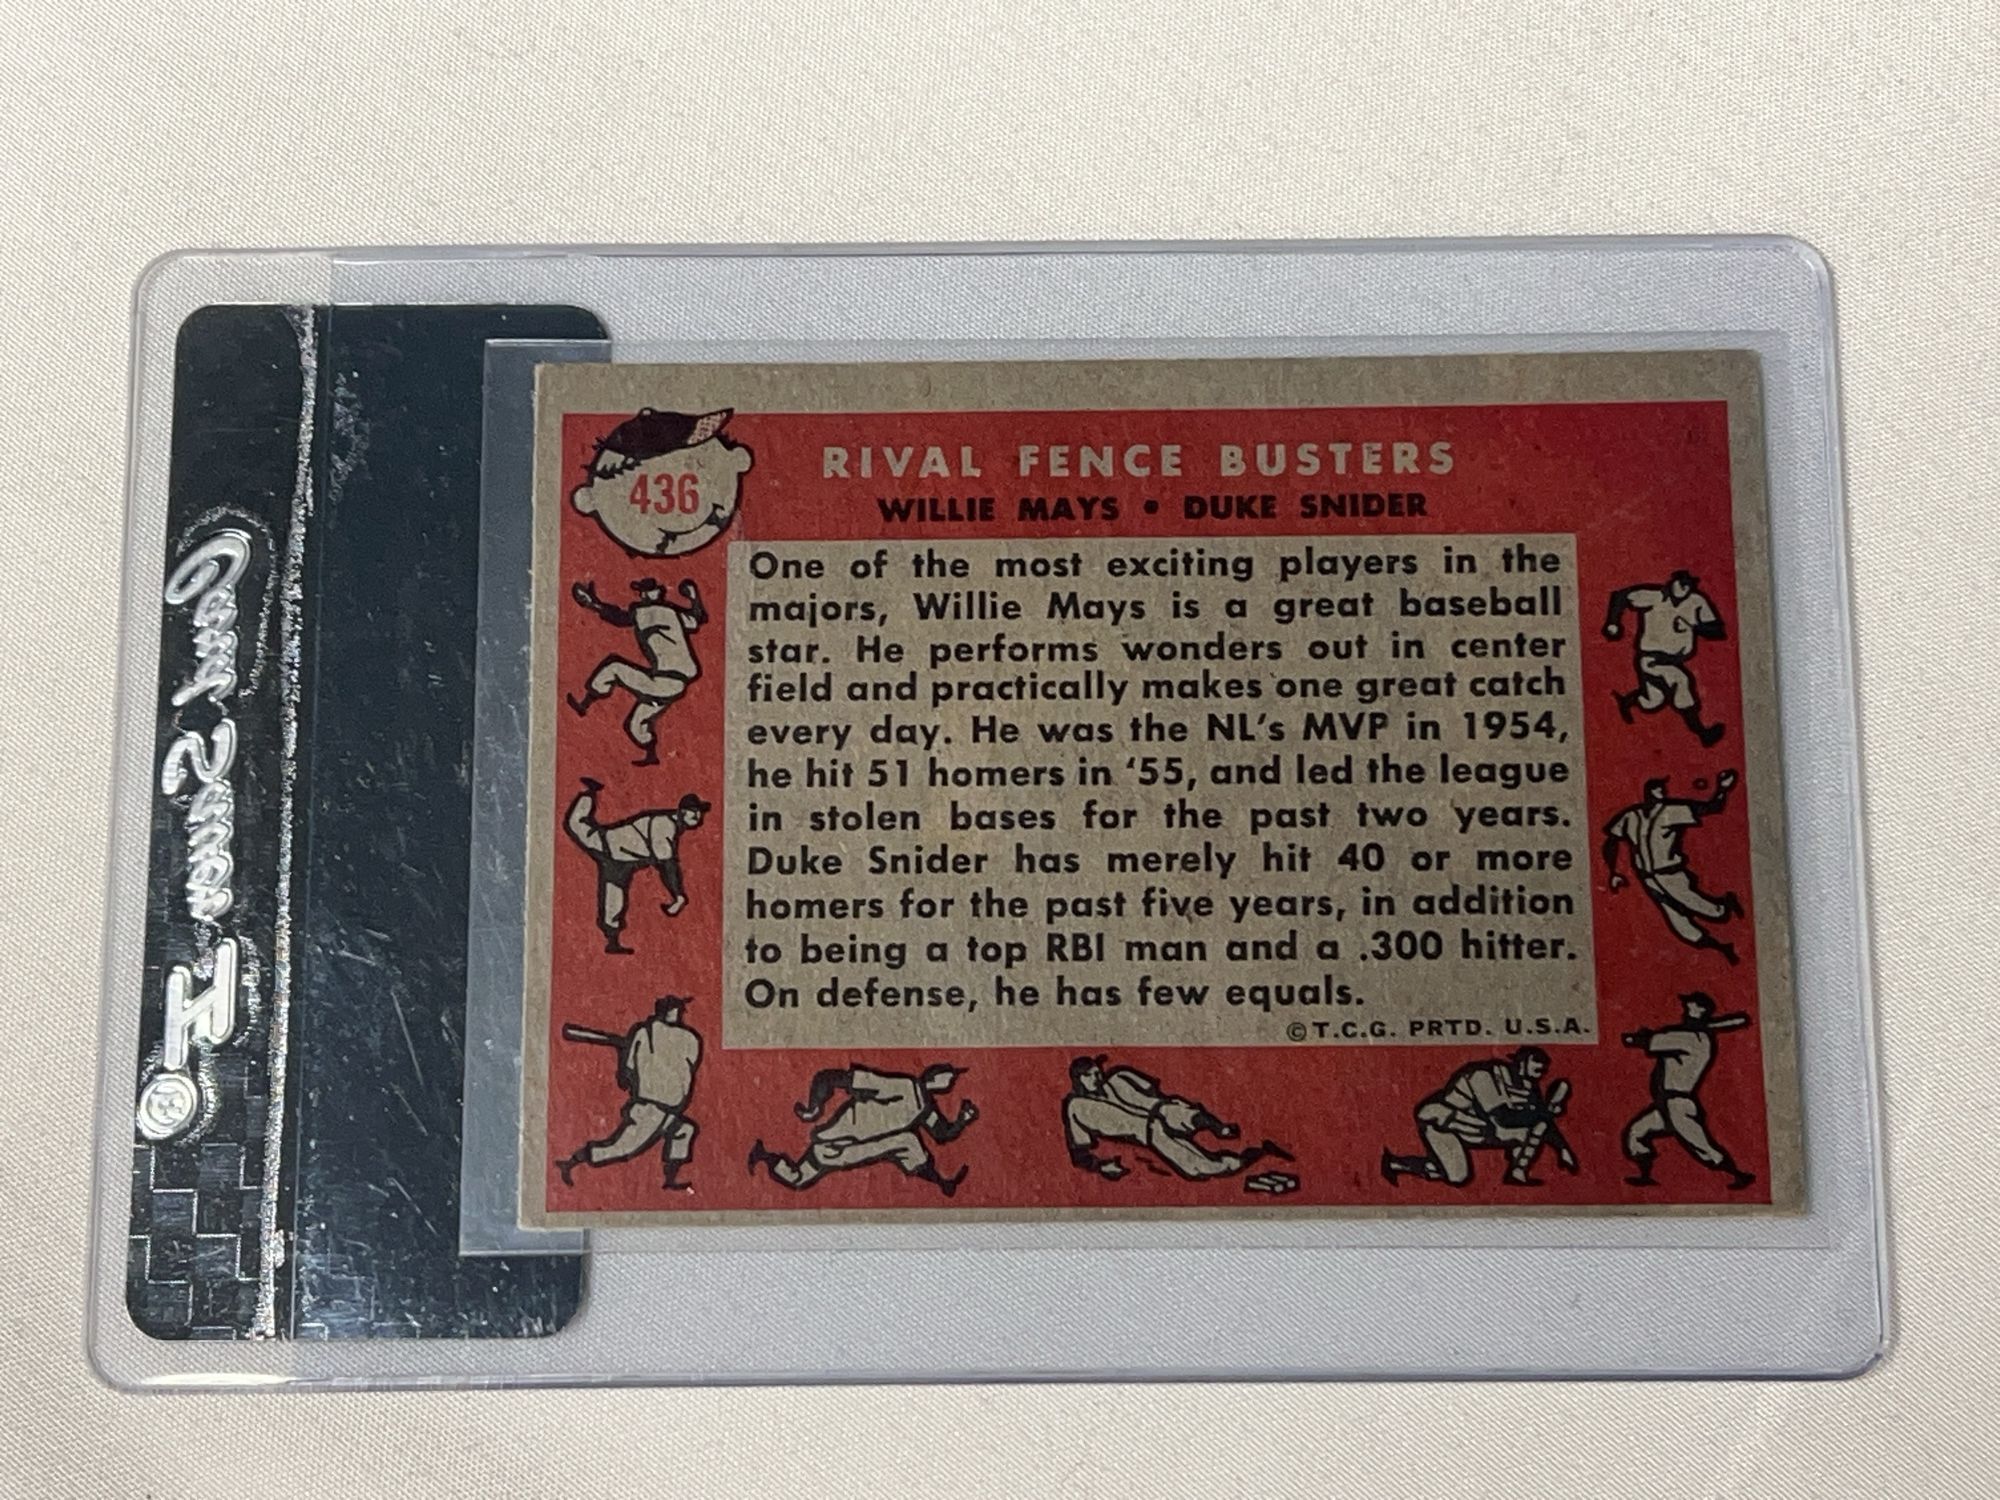 436
RIVAL FENCE BUSTERS
WILLIE MAYS • DUKE SNIDER
One of the most exciting players in the
majors, Willie Mays is a great baseball
star. He performs wonders out in center
field and practically makes one great catch
every day. He was the NL's MVP in 1954,
he hit 51 homers in '55, and led the league
in stolen bases for the past two years.
Duke Snider has merely hit 40 or more
homers for the past five years, in addition
to being a top RBI man and a .300 hitter.
On defense, he has few equals.
©T.C.G. PRTD. U.S.A.
Card Saver I
®